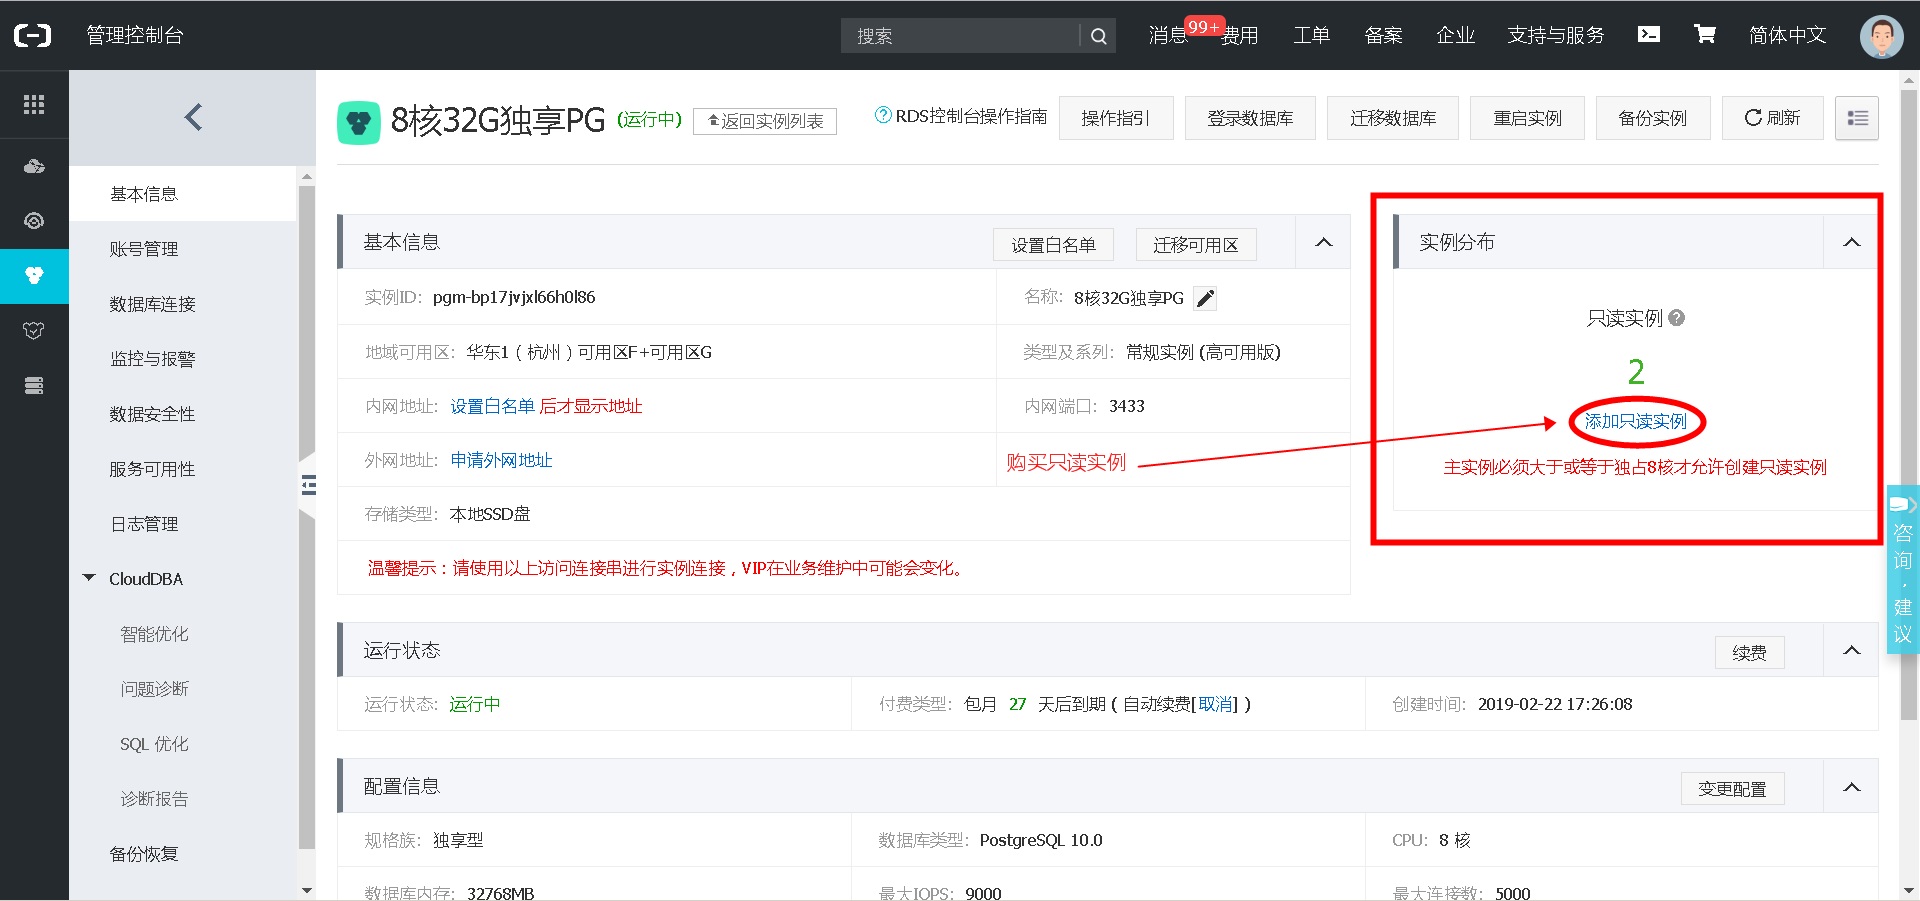 管理控制台
搜索
消息 99+ 费用 工单 备案 企业 支持与服务 简体中文
8核32G独享PG (运行中) 返回实例列表 RDS控制台操作指南 操作指引 登录数据库 迁移数据库 重启实例 备份实例 刷新
基本信息
账号管理
数据库连接
监控与报警
数据安全性
服务可用性
日志管理
CloudDBA
智能优化
问题诊断
SQL 优化
诊断报告
备份恢复
基本信息 设置白名单 迁移可用区
实例ID: pgm-bp17jvjxl66h0l86 名称: 8核32G独享PG
地域可用区: 华东1（杭州）可用区F+可用区G 类型及系列: 常规实例 (高可用版)
内网地址: 设置白名单 后才显示地址 内网端口: 3433
外网地址: 申请外网地址
购买只读实例
存储类型: 本地SSD盘
温馨提示：请使用以上访问连接串进行实例连接，VIP在业务维护中可能会变化。
实例分布
只读实例
2
添加只读实例
主实例必须大于或等于独占8核才允许创建只读实例
咨询·建议
运行状态 续费
运行状态: 运行中 付费类型: 包月 27 天后到期（自动续费[取消]） 创建时间: 2019-02-22 17:26:08
配置信息 变更配置
规格族: 独享型 数据库类型: PostgreSQL 10.0 CPU: 8 核
数据库内存: 32768MB 最大IOPS: 9000 最大连接数: 5000